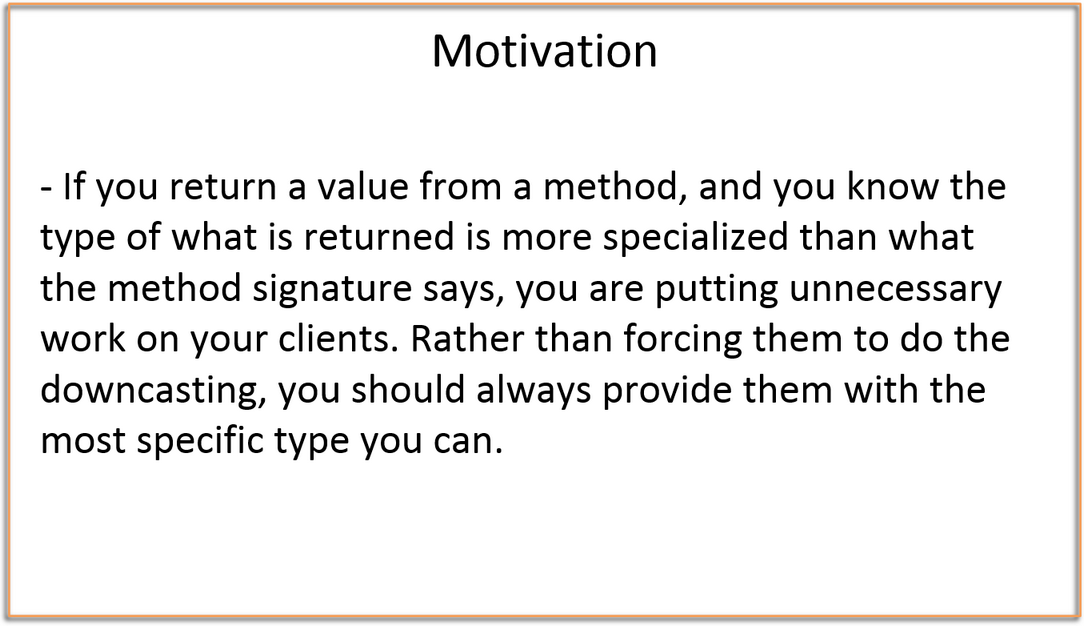 Motivation
- If you return a value from a method, and you know the
type of what is returned is more specialized than what
the method signature says, you are putting unnecessary
work on your clients. Rather than forcing them to do the
downcasting, you should always provide them with the
most specific type you can.